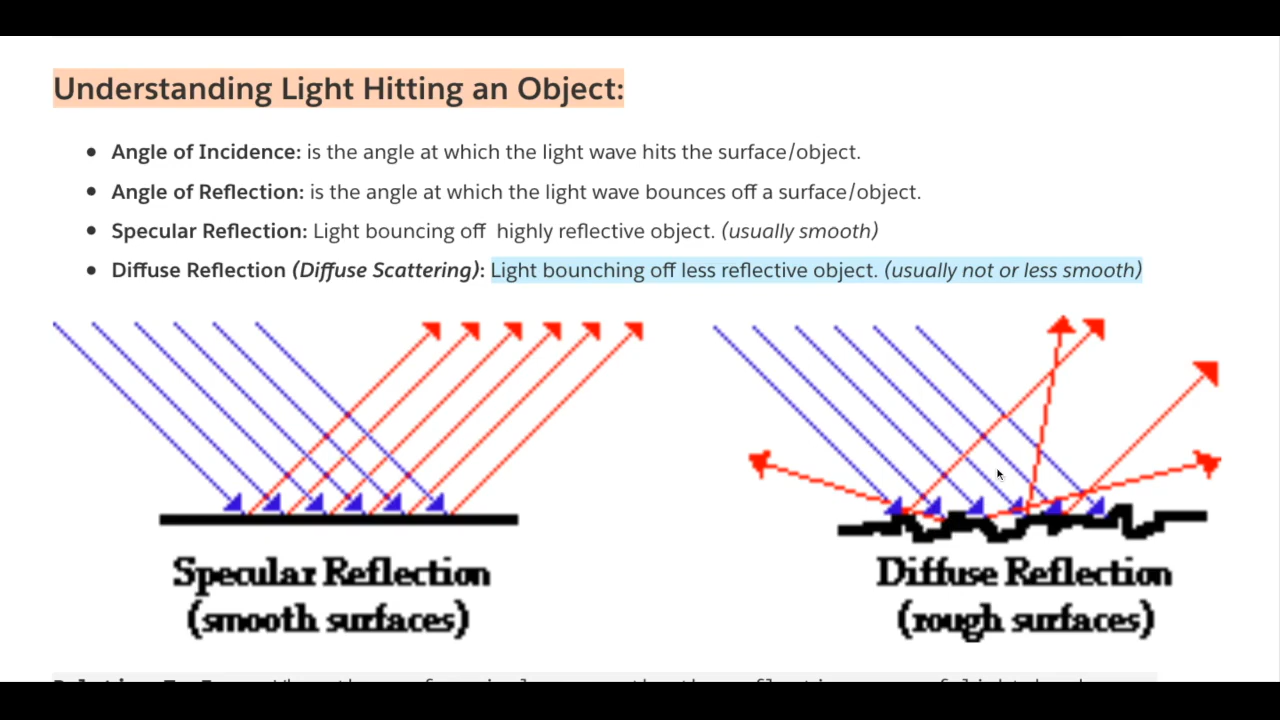 Understanding Light Hitting an Object:
Angle of Incidence: is the angle at which the light wave hits the surface/object.
Angle of Reflection: is the angle at which the light wave bounces off a surface/object.
Specular Reflection: Light bouncing off  highly reflective object. (usually smooth)
Diffuse Reflection (Diffuse Scattering): Light bounching off less reflective object. (usually not or less smooth)
Specular Reflection
(smooth surfaces)
Diffuse Reflection
(rough surfaces)